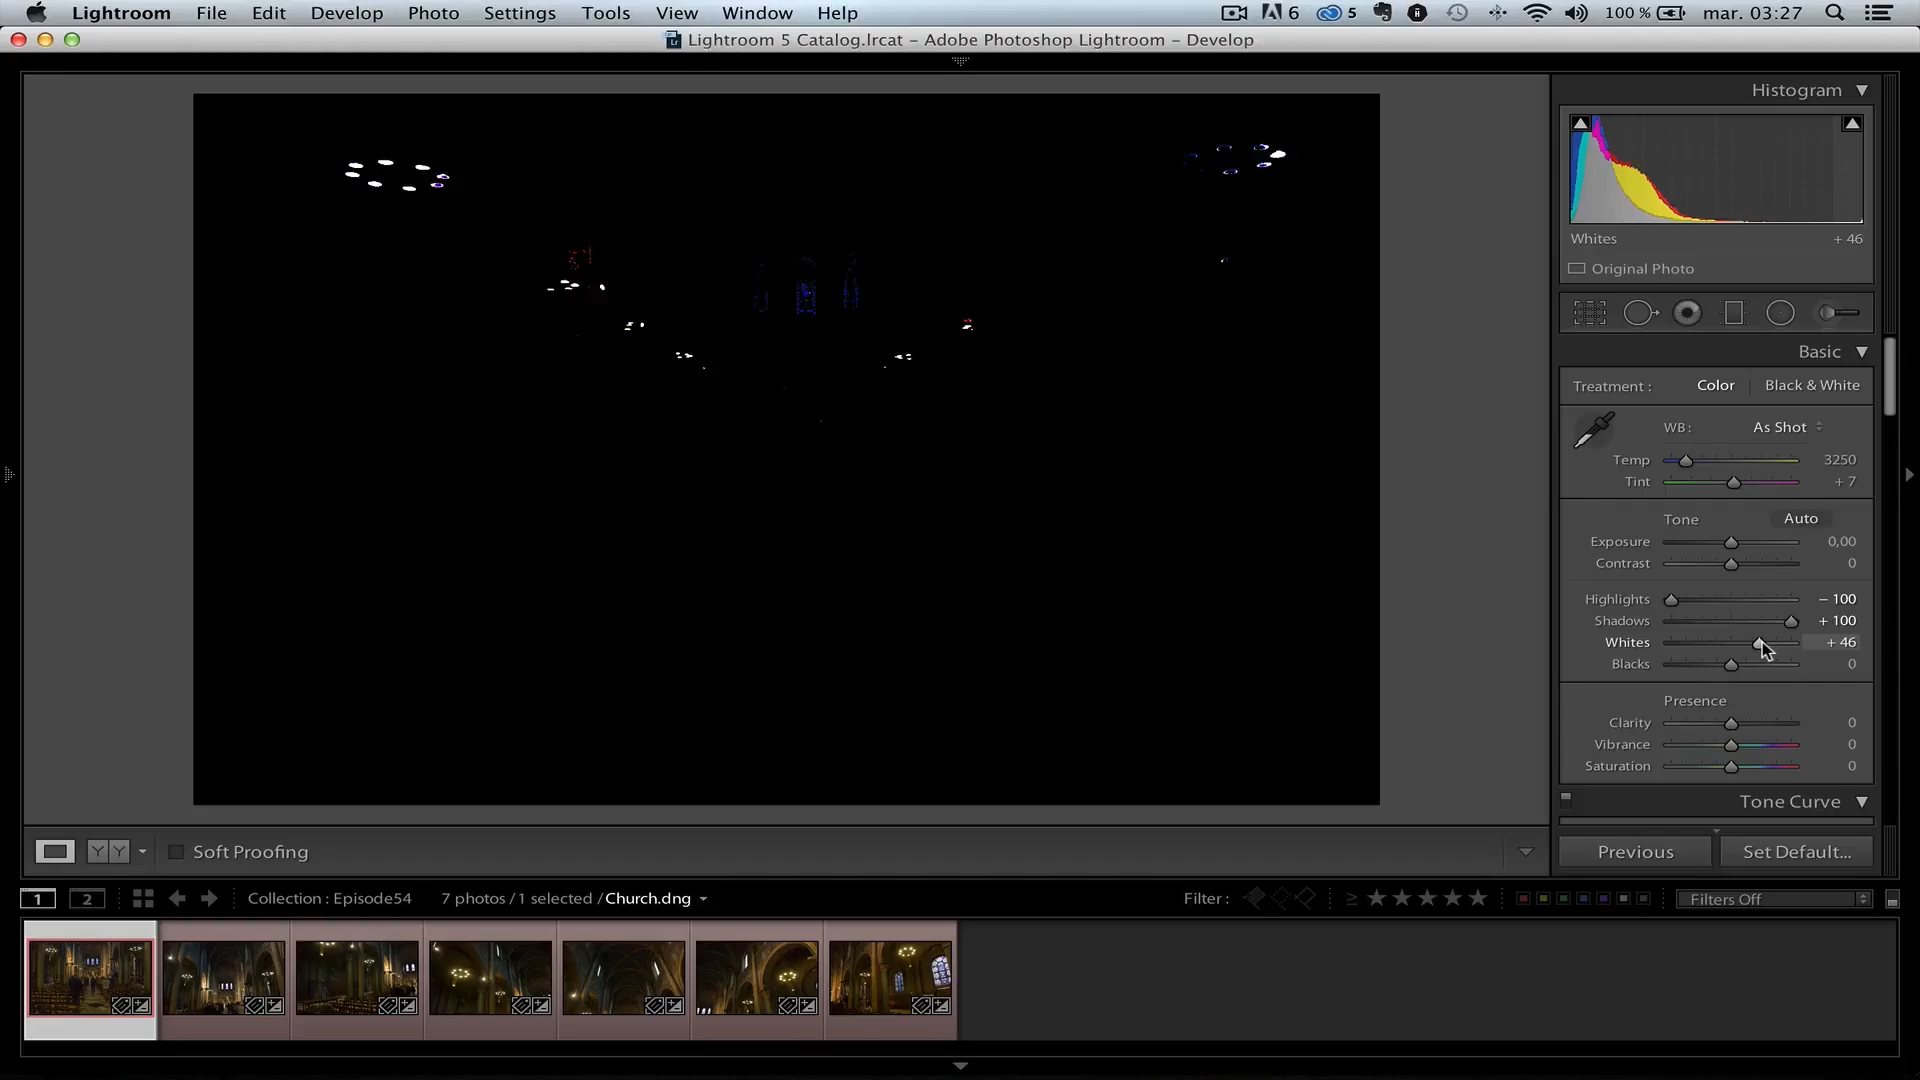 Lightroom File Edit Develop Photo Settings Tools View Window Help 6 5 100 % mar. 03:27
Lightroom 5 Catalog.lrcat – Adobe Photoshop Lightroom – Develop
Histogram
Whites + 46
Original Photo
Basic
Treatment : Color Black & White
WB : As Shot
Temp 3250
Tint + 7
Tone Auto
Exposure 0,00
Contrast 0
Highlights – 100
Shadows + 100
Whites + 46
Blacks 0
Presence
Clarity 0
Vibrance 0
Saturation 0
Tone Curve
YY Soft Proofing Previous Set Default...
1 2 Collection : Episode54 7 photos / 1 selected / Church.dng Filter : ≥ Filters Off